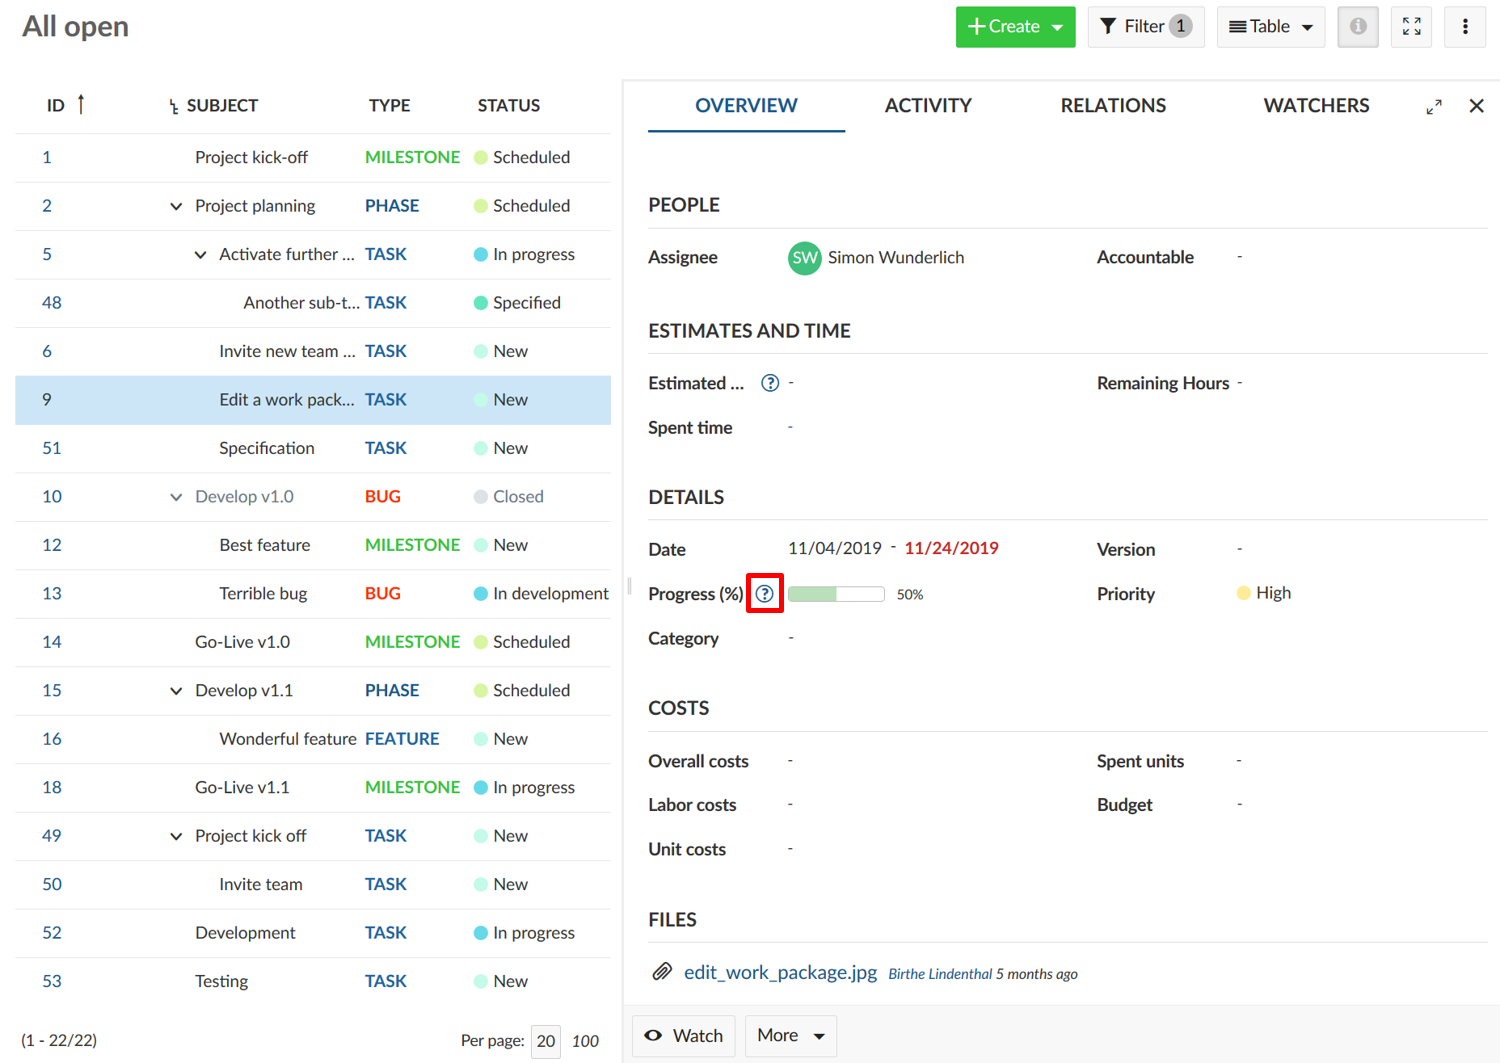 All open
Create Filter 1 Table
ID SUBJECT TYPE STATUS
1 Project kick-off MILESTONE Scheduled
2 Project planning PHASE Scheduled
5 Activate further ... TASK In progress
48 Another sub-t... TASK Specified
6 Invite new team ... TASK New
9 Edit a work pack... TASK New
51 Specification TASK New
10 Develop v1.0 BUG Closed
12 Best feature MILESTONE New
13 Terrible bug BUG In development
14 Go-Live v1.0 MILESTONE Scheduled
15 Develop v1.1 PHASE Scheduled
16 Wonderful feature FEATURE New
18 Go-Live v1.1 MILESTONE In progress
49 Project kick off TASK New
50 Invite team TASK New
52 Development TASK In progress
53 Testing TASK New
(1 - 22/22) Per page: 20 100
OVERVIEW ACTIVITY RELATIONS WATCHERS
PEOPLE
Assignee SW Simon Wunderlich Accountable -
ESTIMATES AND TIME
Estimated ... ? - Remaining Hours -
Spent time -
DETAILS
Date 11/04/2019 - 11/24/2019 Version -
Progress (%) ? 50% Priority High
Category -
COSTS
Overall costs - Spent units -
Labor costs - Budget -
Unit costs -
FILES
edit_work_package.jpg Birthe Lindenthal 5 months ago
Watch More